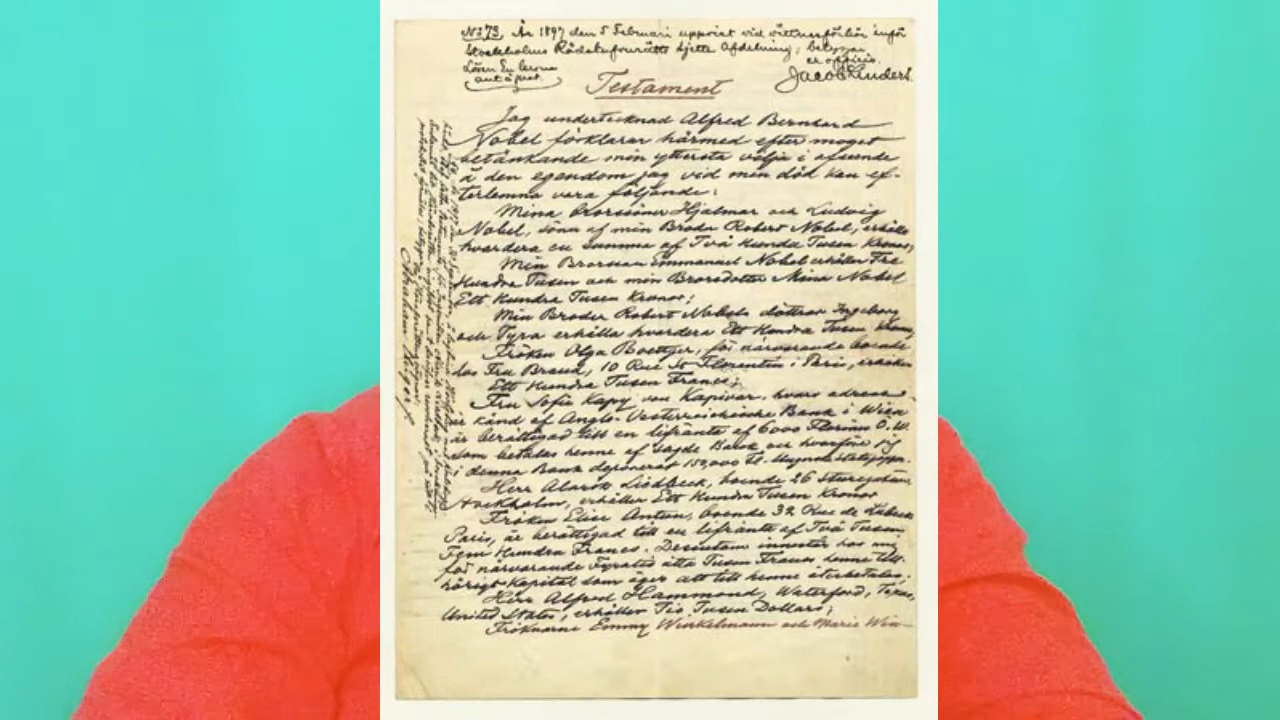 No 73. År 1897 den 5 Februari uppvist vid vittnesförhör inför
Stockholms Rådstufvurätts sjette Afdelning; betygar
Lösen En krona
Testament
Jag undertecknad Alfred Bernhard
Nobel förklarar härmed efter moget
betänkande min yttersta vilja i afseende
å den egendom jag vid min död kan ef-
terlemna vara följande:
Mina Brorsöner Hjalmar och Ludvig
Nobel, söner af min Broder Robert Nobel, erhålla
hvardera en summa af Två Hundra Tusen Kronor;
Min Brorson Emmanuel Nobel erhåller Tre
Hundra Tusen och min Brorsdotter Mina Nobel
Ett Hundra Tusen Kronor;
Min Broder Robert Nobels döttrar Ingeborg
och Tyra erhålla hvardera Ett Hundra Tusen Kronor
Fröken Olga Boettger, för närvarande boende
hos Fru Brand, 10 Rue St Florentin i Paris, erhåller
Ett Hundra Tusen Francs;
Fru Sofie Kapy von Kapivar, hvars adress
är känd af Anglo-Oesterreichische Bank i Wien
är berättigad till en lifränta af 6000 Florins Ö.W.
som betalas henne af sagde Bank och hvarföre jag
i denna Bank deponerat 150,000 Fl.
Herr Alarik Liedbeck, boende 26 Sturegatan
Stockholm, erhåller Ett Hundra Tusen Kronor
Fröken Elise Antun, boende 32 Rue de Lubeck
Paris, är berättigad till en lifränta af Två Tusen
Fem Hundra Francs. Dessutom innestår hos mig
för närvarande Fyratio åtta Tusen Francs henne till-
hörigt Kapital som äger att till henne återbetalas;
Herr Alfred Hammond, Waterford, Texas,
United States, erhåller Tio Tusen Dollars;
Fröknarne Emmy Winkelmann och Marie Win-